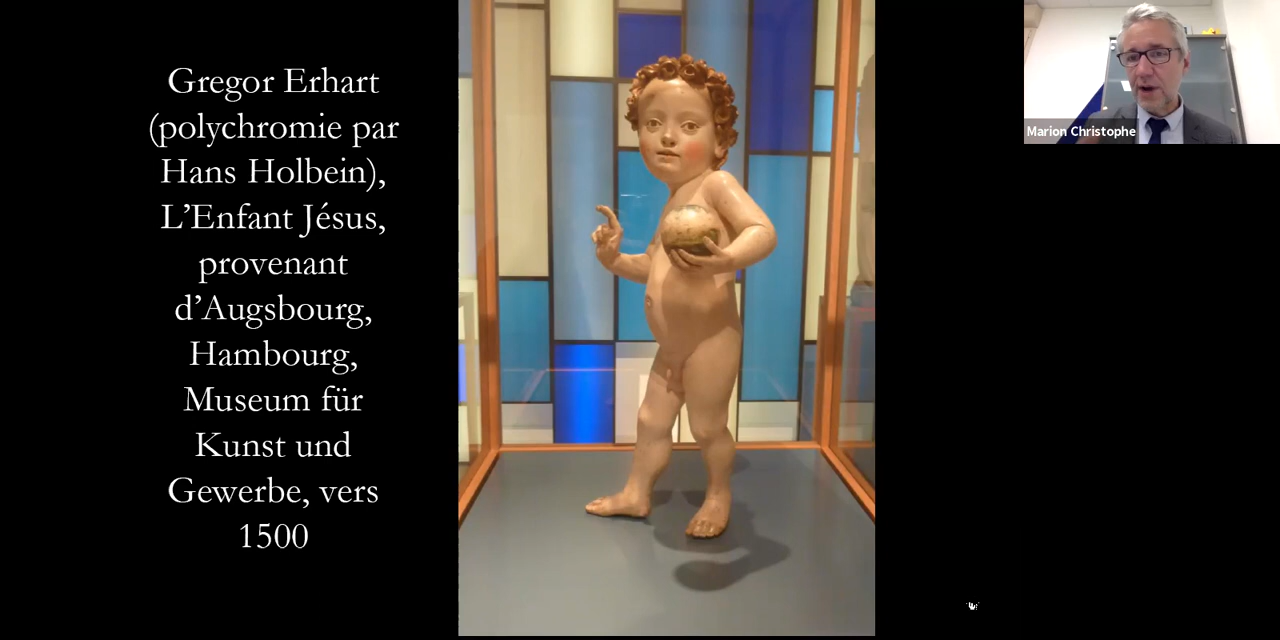 Gregor Erhart
(polychromie par
Hans Holbein),
L’Enfant Jésus,
provenant
d’Augsbourg,
Hambourg,
Museum für
Kunst und
Gewerbe, vers
1500
Marion Christophe